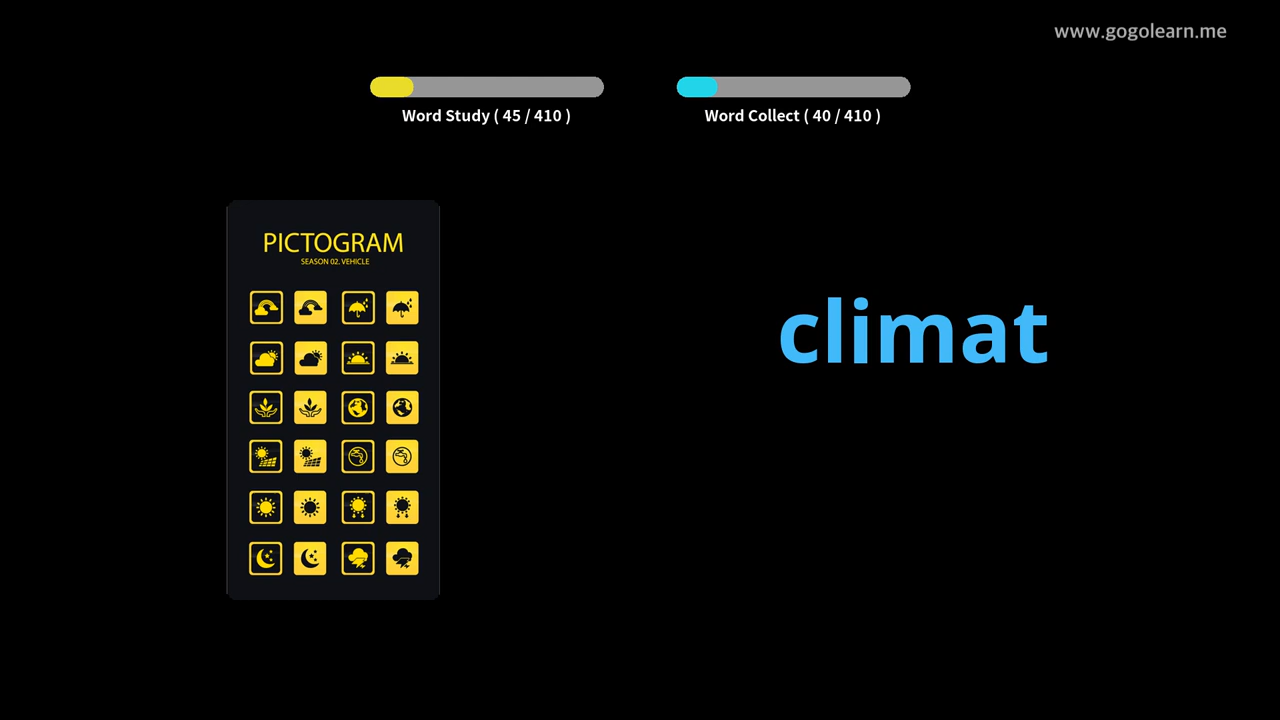 www.gogolearn.me
Word Study ( 45 / 410 )
Word Collect ( 40 / 410 )
PICTOGRAM
SEASON 02. VEHICLE
climat